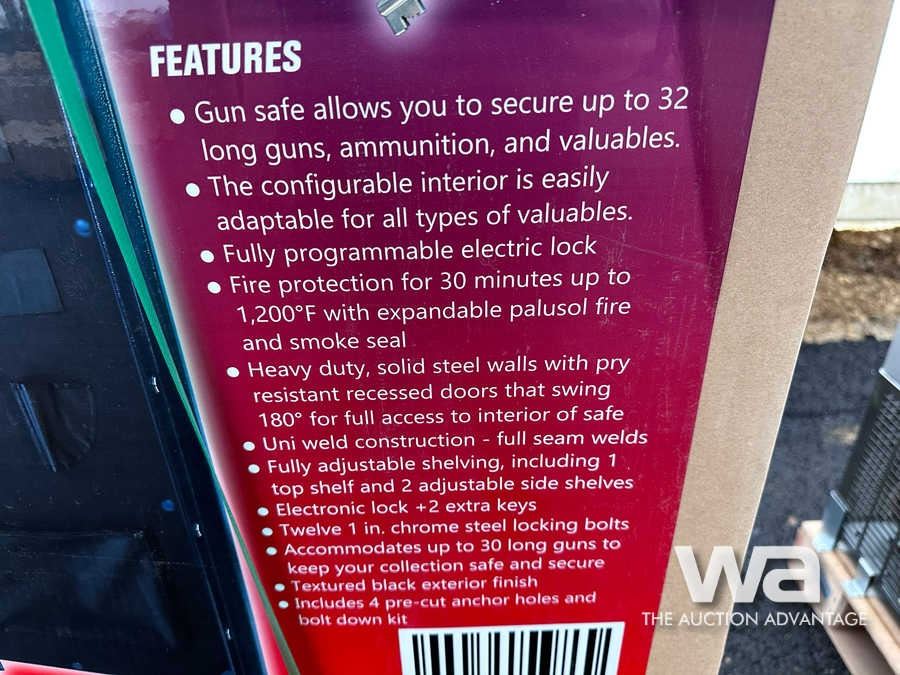 FEATURES
• Gun safe allows you to secure up to 32
long guns, ammunition, and valuables.
• The configurable interior is easily
adaptable for all types of valuables.
• Fully programmable electric lock
• Fire protection for 30 minutes up to
1,200°F with expandable palusol fire
and smoke seal
• Heavy duty, solid steel walls with pry
resistant recessed doors that swing
180° for full access to interior of safe
• Uni weld construction - full seam welds
• Fully adjustable shelving, including 1
top shelf and 2 adjustable side shelves
• Electronic lock +2 extra keys
• Twelve 1 in. chrome steel locking bolts
• Accommodates up to 30 long guns to
keep your collection safe and secure
• Textured black exterior finish
• Includes 4 pre-cut anchor holes and
bolt down kit
wa
THE AUCTION ADVANTAGE